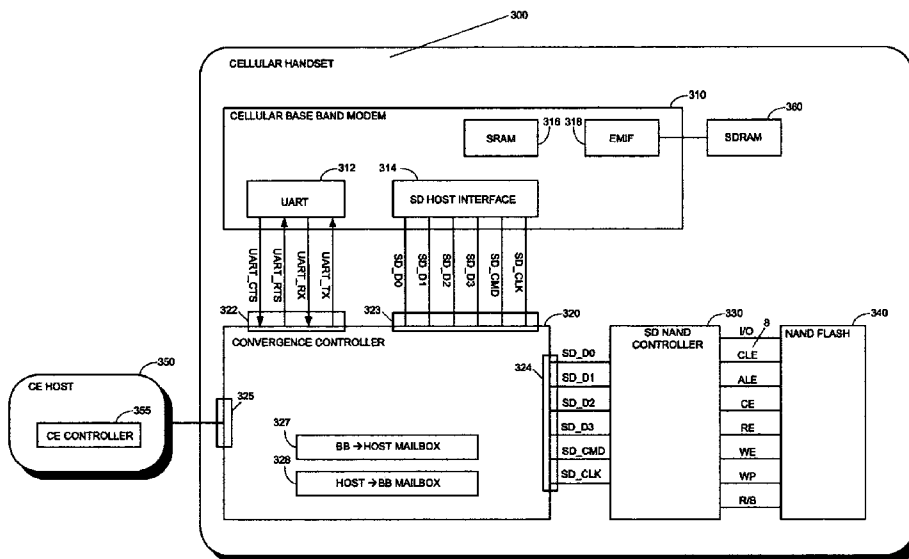 300
CELLULAR HANDSET
310
CELLULAR BASE BAND MODEM
360
316
SRAM
318
EMIF
SDRAM
312
UART
314
SD HOST INTERFACE
UART_CTS
UART_RTS
UART_RX
UART_TX
SD_D0
SD_D1
SD_D2
SD_D3
SD_CMD
SD_CLK
322
323
320
CONVERGENCE CONTROLLER
330
SD NAND
CONTROLLER
340
NAND FLASH
324
SD_D0
SD_D1
SD_D2
SD_D3
SD_CMD
SD_CLK
I/O
8
CLE
ALE
CE
RE
WE
WP
R/B
350
CE HOST
355
CE CONTROLLER
325
327
BB → HOST MAILBOX
328
HOST → BB MAILBOX